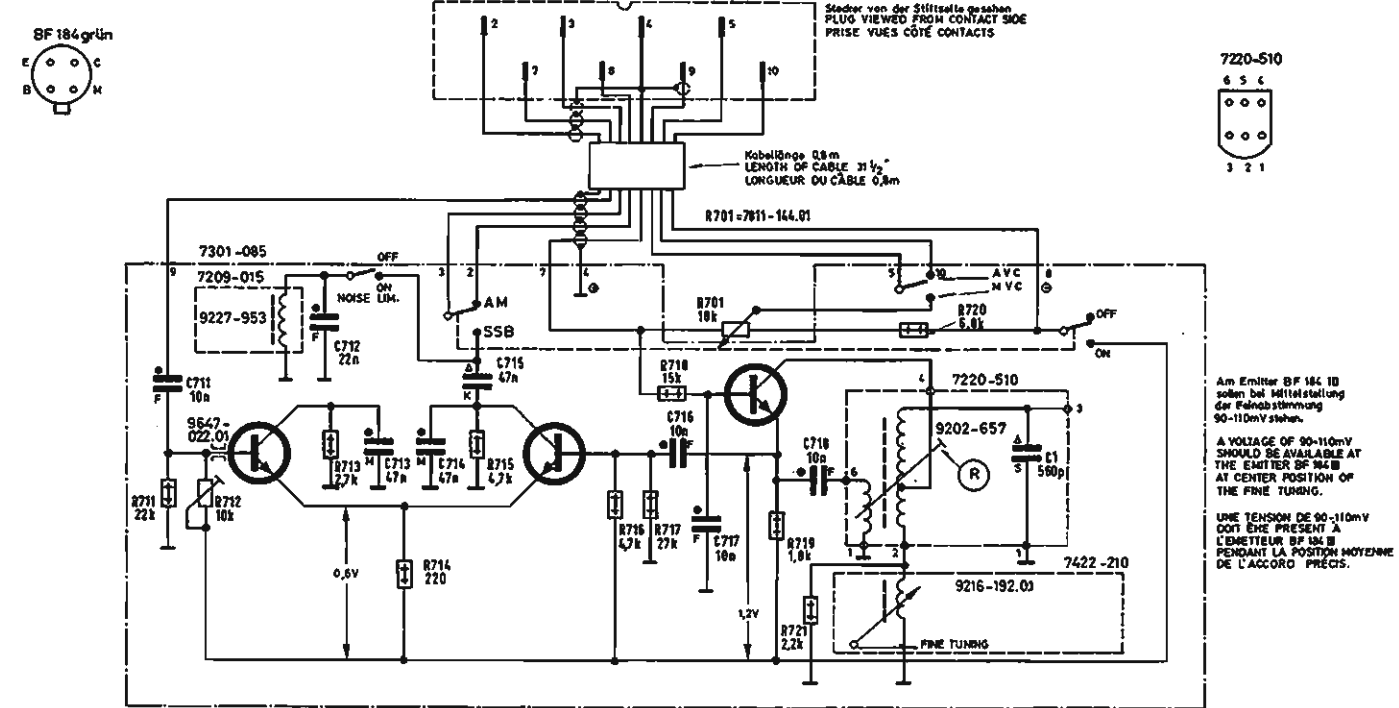 Stecker von der Stiftseite gesehen
PLUG VIEWED FROM CONTACT SIDE
PRISE VUES CÔTÉ CONTACTS
BF 184 grün
E C
B M
2 3 4 5
7 8 9 10
7220-510
6 5 4
3 2 1
Kabellänge 0,8m
LENGTH OF CABLE 31 1/2"
LONGUEUR DU CÂBLE 0,8m
R701=7811-144.01
7301-085
9
7209-015
9227-953
OFF
ON
NOISE LIM.
C712
22n
F
3 2 7 4
AM
SSB
5 10 8
AVC
MVC
R701
10k
R720
6,8k
OFF
ON
C711
10n
F
C715
47n
K
R718
15k
4
7220-510
3
9647-
022.01
R713
2,7k
C713
47n
M
C714
47n
M
R715
4,7k
C716
10n
F
C718
10n
F
6
9202-657
R
C1
560p
S
R711
22k
R712
10k
R716
4,7k
R717
27k
C717
10n
F
R719
1,8k
1 2 1
R714
220
0,6V
1,2V
R721
2,2k
7422-210
9216-192.01
FINE TUNING
Am Emitter BF 184 III
sollen bei Mittelstellung
der Feinabstimmung
90-110mV stehen.
A VOLTAGE OF 90-110mV
SHOULD BE AVAILABLE AT
THE EMITTER BF 184 III
AT CENTER POSITION OF
THE FINE TUNING.
UNE TENSION DE 90-110mV
DOIT ÊRE PRESENT À
L'EMETTEUR BF 184 III
PENDANT LA POSITION MOYENNE
DE L'ACCORD PRÉCIS.